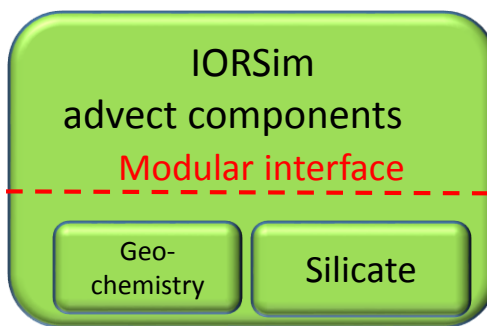 IORSim
advect components
Modular interface
Geo-
chemistry
Silicate